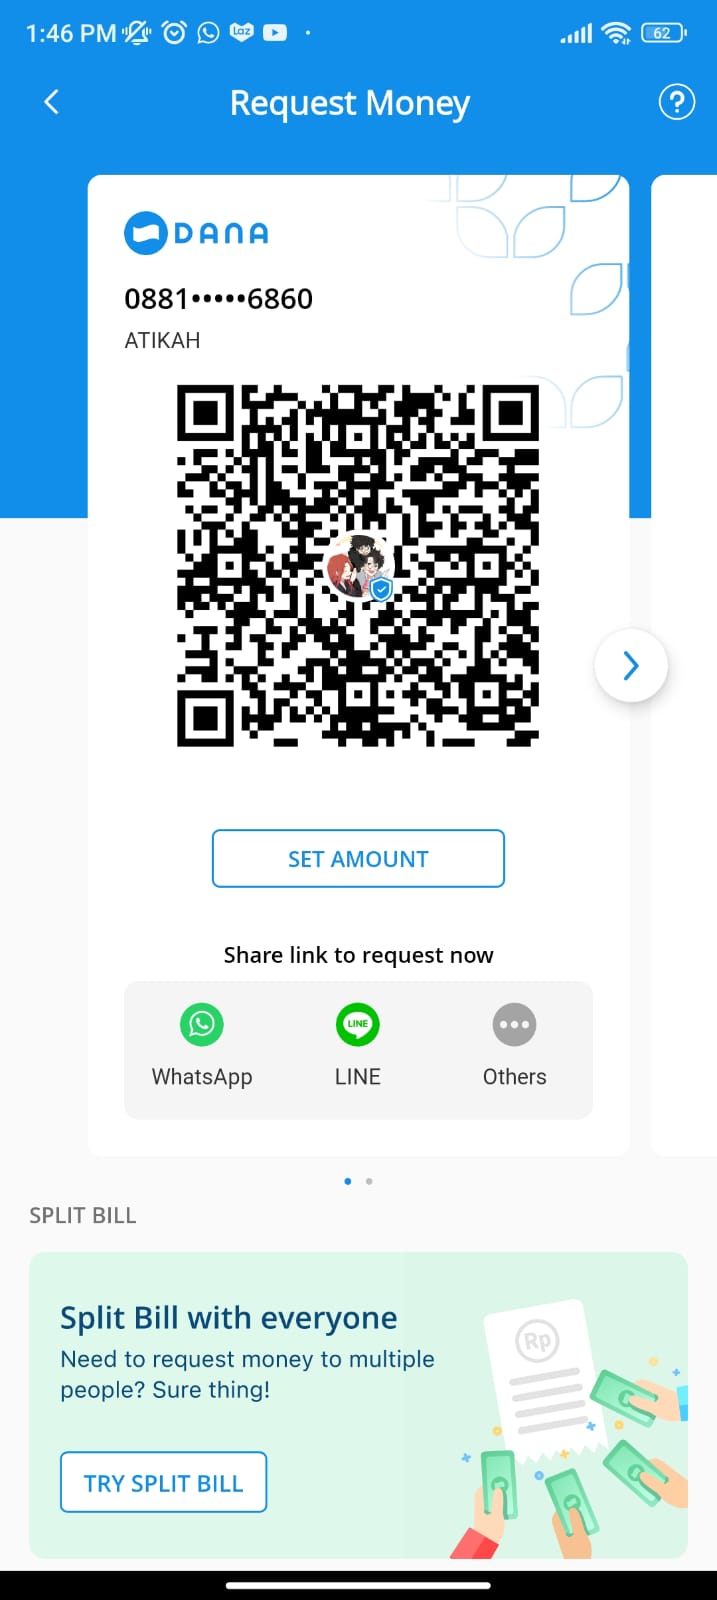 1:46 PM
Laz
62
Request Money
?
DANA
0881•••••6860
ATIKAH
SET AMOUNT
Share link to request now
LINE
WhatsApp
LINE
Others
SPLIT BILL
Split Bill with everyone
Need to request money to multiple
people? Sure thing!
TRY SPLIT BILL
Rp